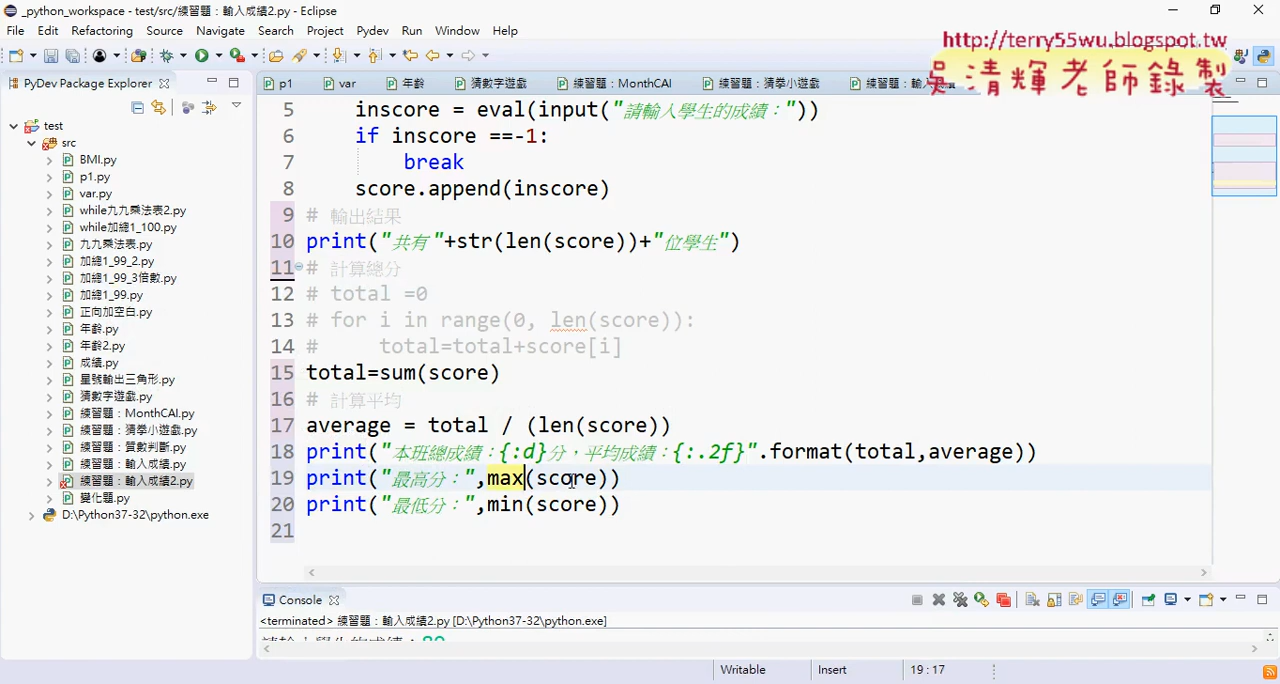 _python_workspace - test/src/練習題：輸入成績2.py - Eclipse
File Edit Refactoring Source Navigate Search Project Pydev Run Window Help
http://terry55wu.blogspot.tw
吳清輝老師錄製
PyDev Package Explorer
p1 var 年齡 猜數字遊戲 練習題：MonthCAI 練習題：猜拳小遊戲 練習題：輸
test
src
BMI.py
p1.py
var.py
while九九乘法表2.py
while加總1_100.py
九九乘法表.py
加總1_99_2.py
加總1_99_3倍數.py
加總1_99.py
正向加空白.py
年齡.py
年齡2.py
成績.py
星號輸出三角形.py
猜數字遊戲.py
練習題：MonthCAI.py
練習題：猜拳小遊戲.py
練習題：質數判斷.py
練習題：輸入成績.py
練習題：輸入成績2.py
變化題.py
D:\Python37-32\python.exe
5 inscore = eval(input("請輸入學生的成績："))
6 if inscore ==-1:
7 break
8 score.append(inscore)
9 # 輸出結果
10 print("共有"+str(len(score))+"位學生")
11 # 計算總分
12 # total =0
13 # for i in range(0, len(score)):
14 # total=total+score[i]
15 total=sum(score)
16 # 計算平均
17 average = total / (len(score))
18 print("本班總成績：{:d}分，平均成績：{:.2f}".format(total,average))
19 print("最高分：",max(score))
20 print("最低分：",min(score))
21
Console
<terminated> 練習題：輸入成績2.py [D:\Python37-32\python.exe]
Writable Insert 19 : 17